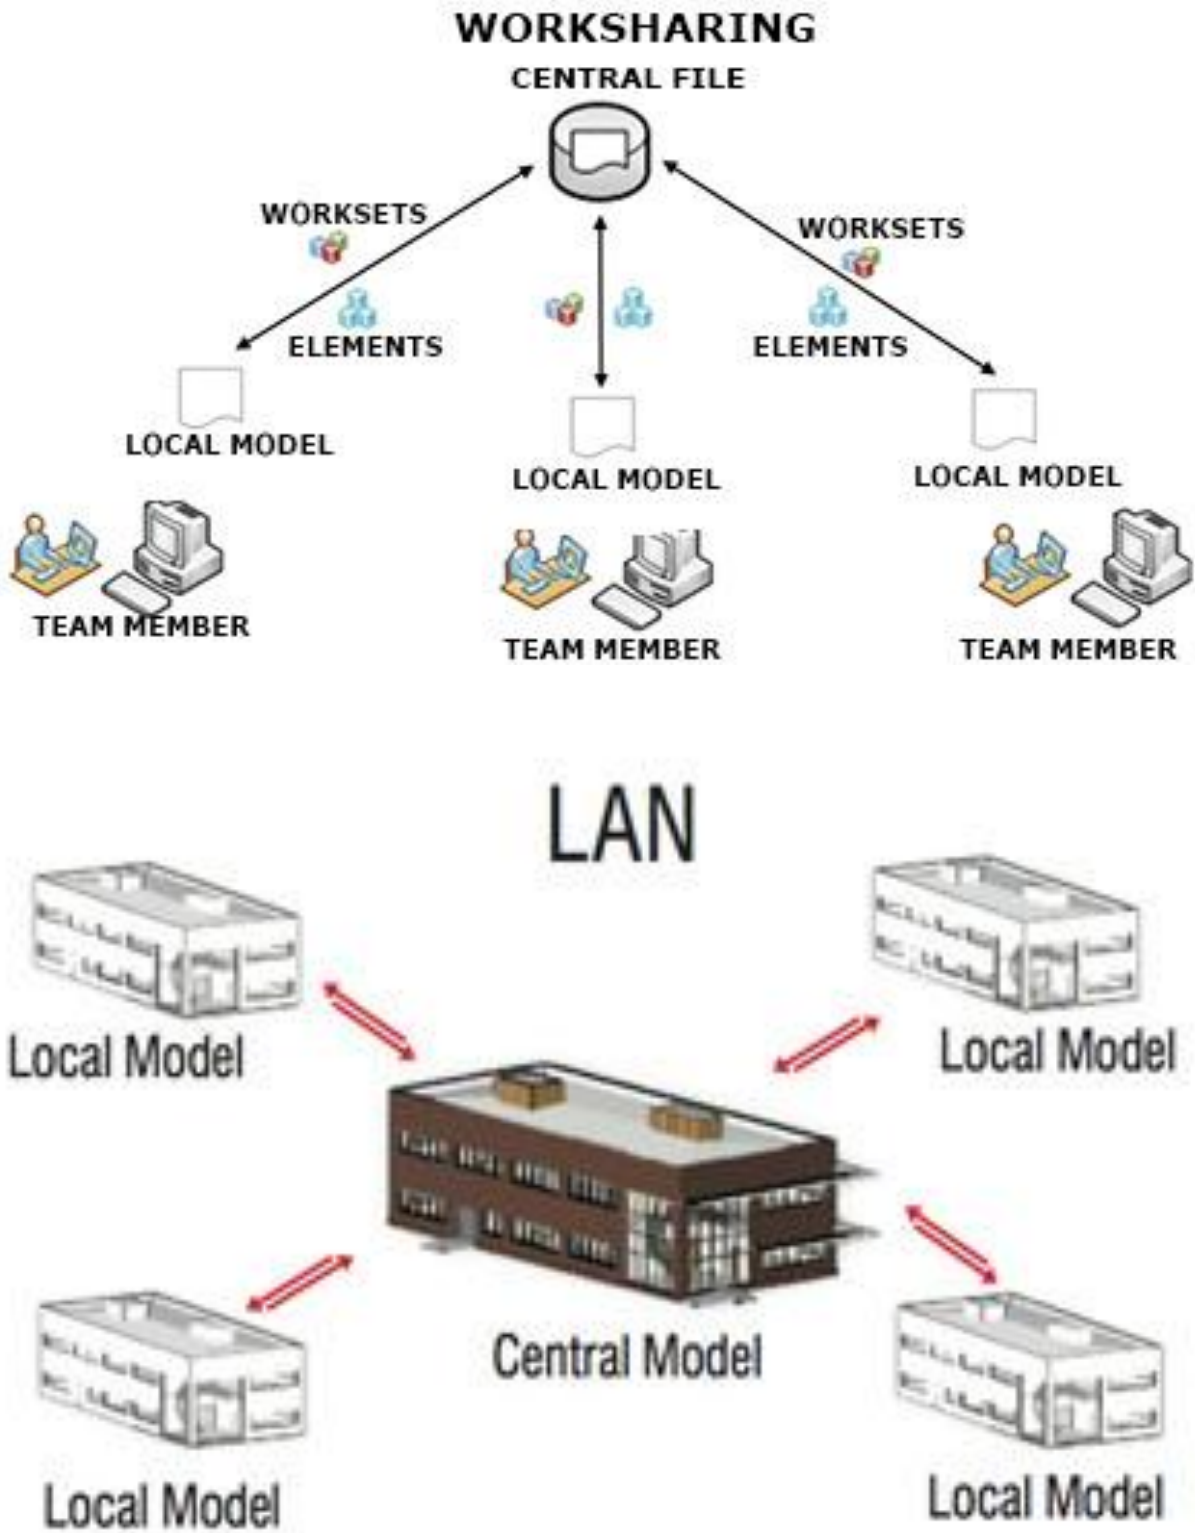 WORKSHARING
CENTRAL FILE
WORKSETS
WORKSETS
ELEMENTS
ELEMENTS
LOCAL MODEL
LOCAL MODEL
LOCAL MODEL
TEAM MEMBER
TEAM MEMBER
TEAM MEMBER
LAN
Local Model
Local Model
Central Model
Local Model
Local Model